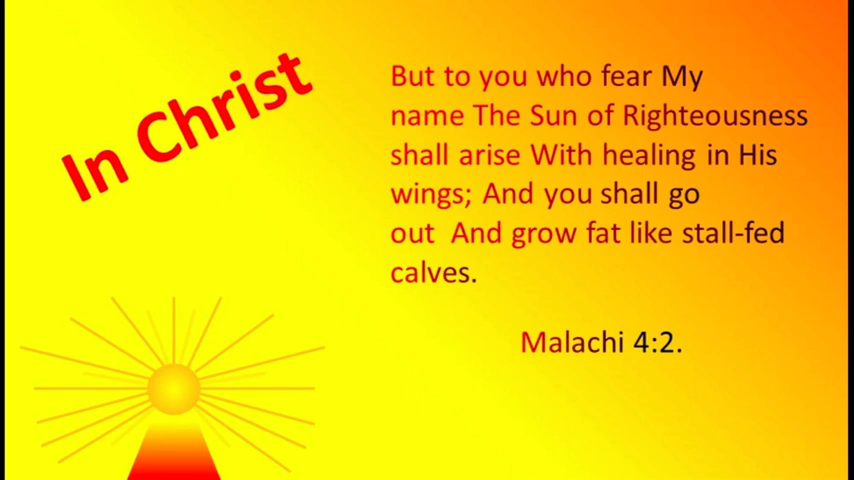 In Christ
But to you who fear My
name The Sun of Righteousness
shall arise With healing in His
wings; And you shall go
out  And grow fat like stall-fed
calves.
Malachi 4:2.